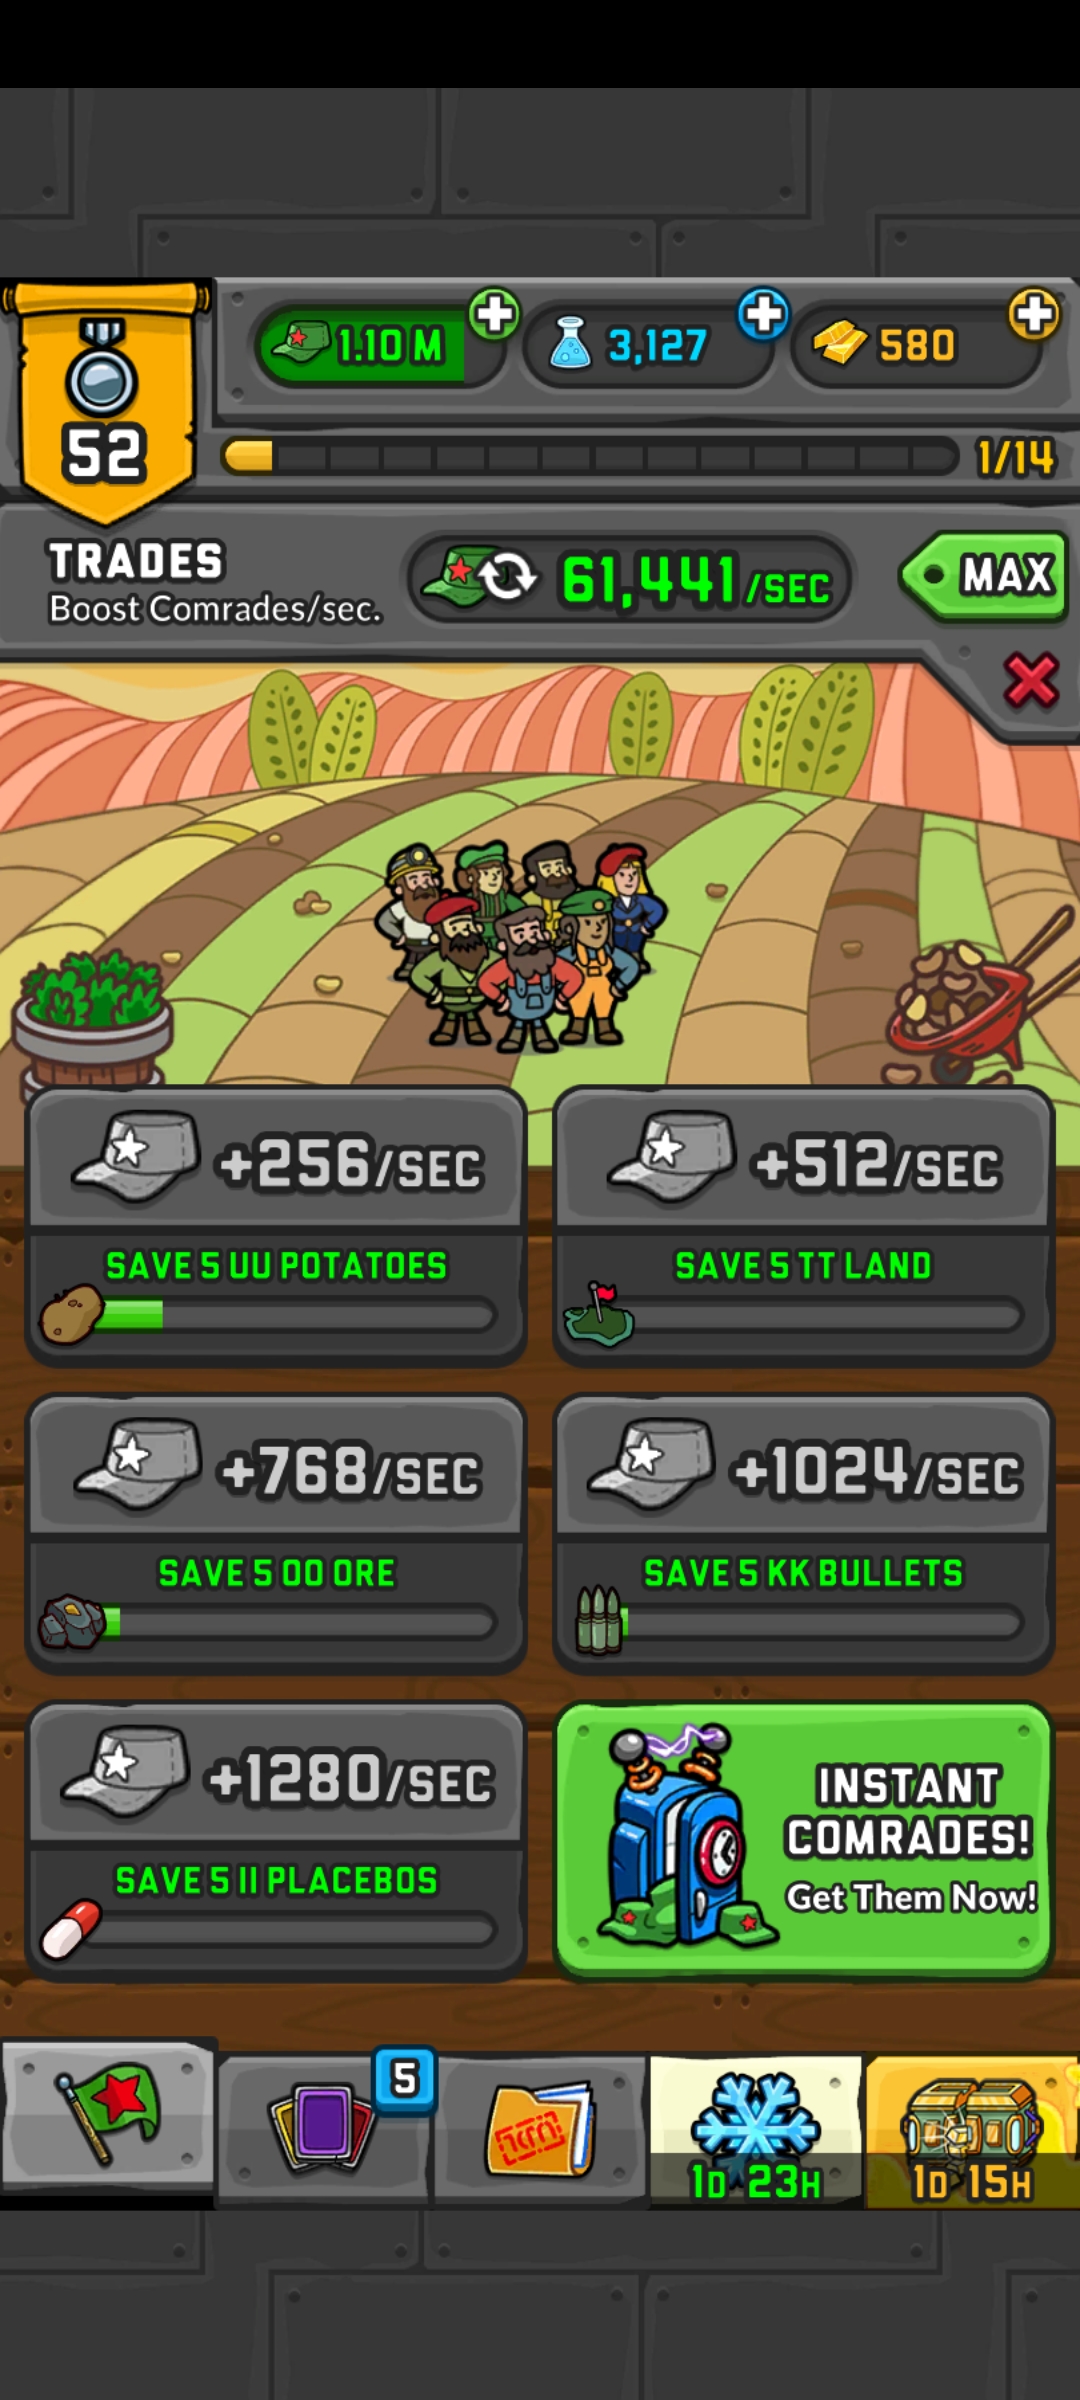 1.10 M
3,127
580
52
1/14
TRADES
Boost Comrades/sec.
61,441/SEC
MAX
+256/SEC
+512/SEC
SAVE 5 UU POTATOES
SAVE 5 TT LAND
+768/SEC
+1024/SEC
SAVE 5 OO ORE
SAVE 5 KK BULLETS
+1280/SEC
INSTANT
COMRADES!
Get Them Now!
SAVE 5 II PLACEBOS
5
1D 23H
1D 15H